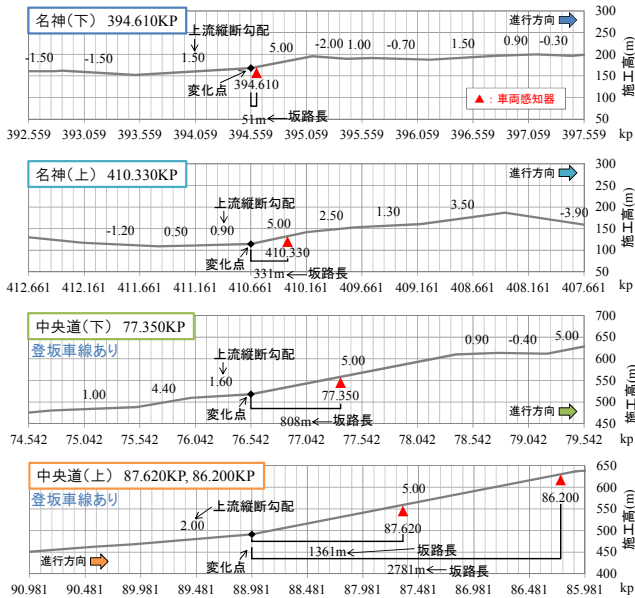 名神(下) 394.610KP
進行方向
300
250
200
150
100
50
施工高(m)
-1.50 -1.50 上流縦断勾配 1.50 5.00 -2.00 1.00 -0.70 1.50 0.90 -0.30
変化点 394.610
51m 坂路長
▲:車両感知器
392.559 393.059 393.559 394.059 394.559 395.059 395.559 396.059 396.559 397.059 397.559 kp
名神(上) 410.330KP
進行方向
300
250
200
150
100
50
施工高(m)
上流縦断勾配
-1.20 0.50 0.90 5.00 2.50 1.30 3.50 -3.90
変化点 410.330
331m 坂路長
412.661 412.161 411.661 411.161 410.661 410.161 409.661 409.161 408.661 408.161 407.661 kp
中央道(下) 77.350KP
登坂車線あり
700
650
600
550
500
450
施工高(m)
上流縦断勾配
1.00 4.40 1.60 5.00 0.90 -0.40 5.00
変化点 77.350
808m 坂路長
進行方向
74.542 75.042 75.542 76.042 76.542 77.042 77.542 78.042 78.542 79.042 79.542 kp
中央道(上) 87.620KP, 86.200KP
登坂車線あり
650
600
550
500
450
400
施工高(m)
上流縦断勾配
2.00 5.00
87.620 86.200
変化点
1361m 坂路長
2781m 坂路長
進行方向
90.981 90.481 89.981 89.481 88.981 88.481 87.981 87.481 86.981 86.481 85.981 kp